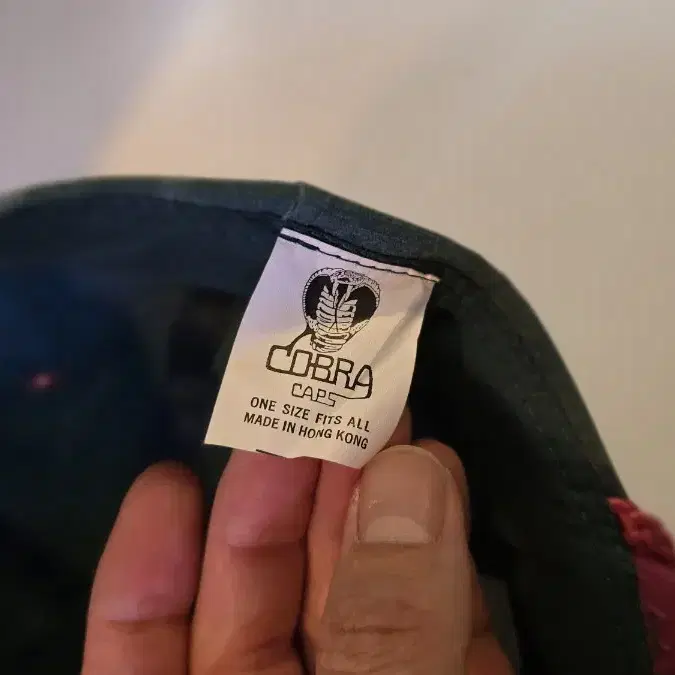 COBRA
CAPS
ONE SIZE FITS ALL
MADE IN HONG KONG